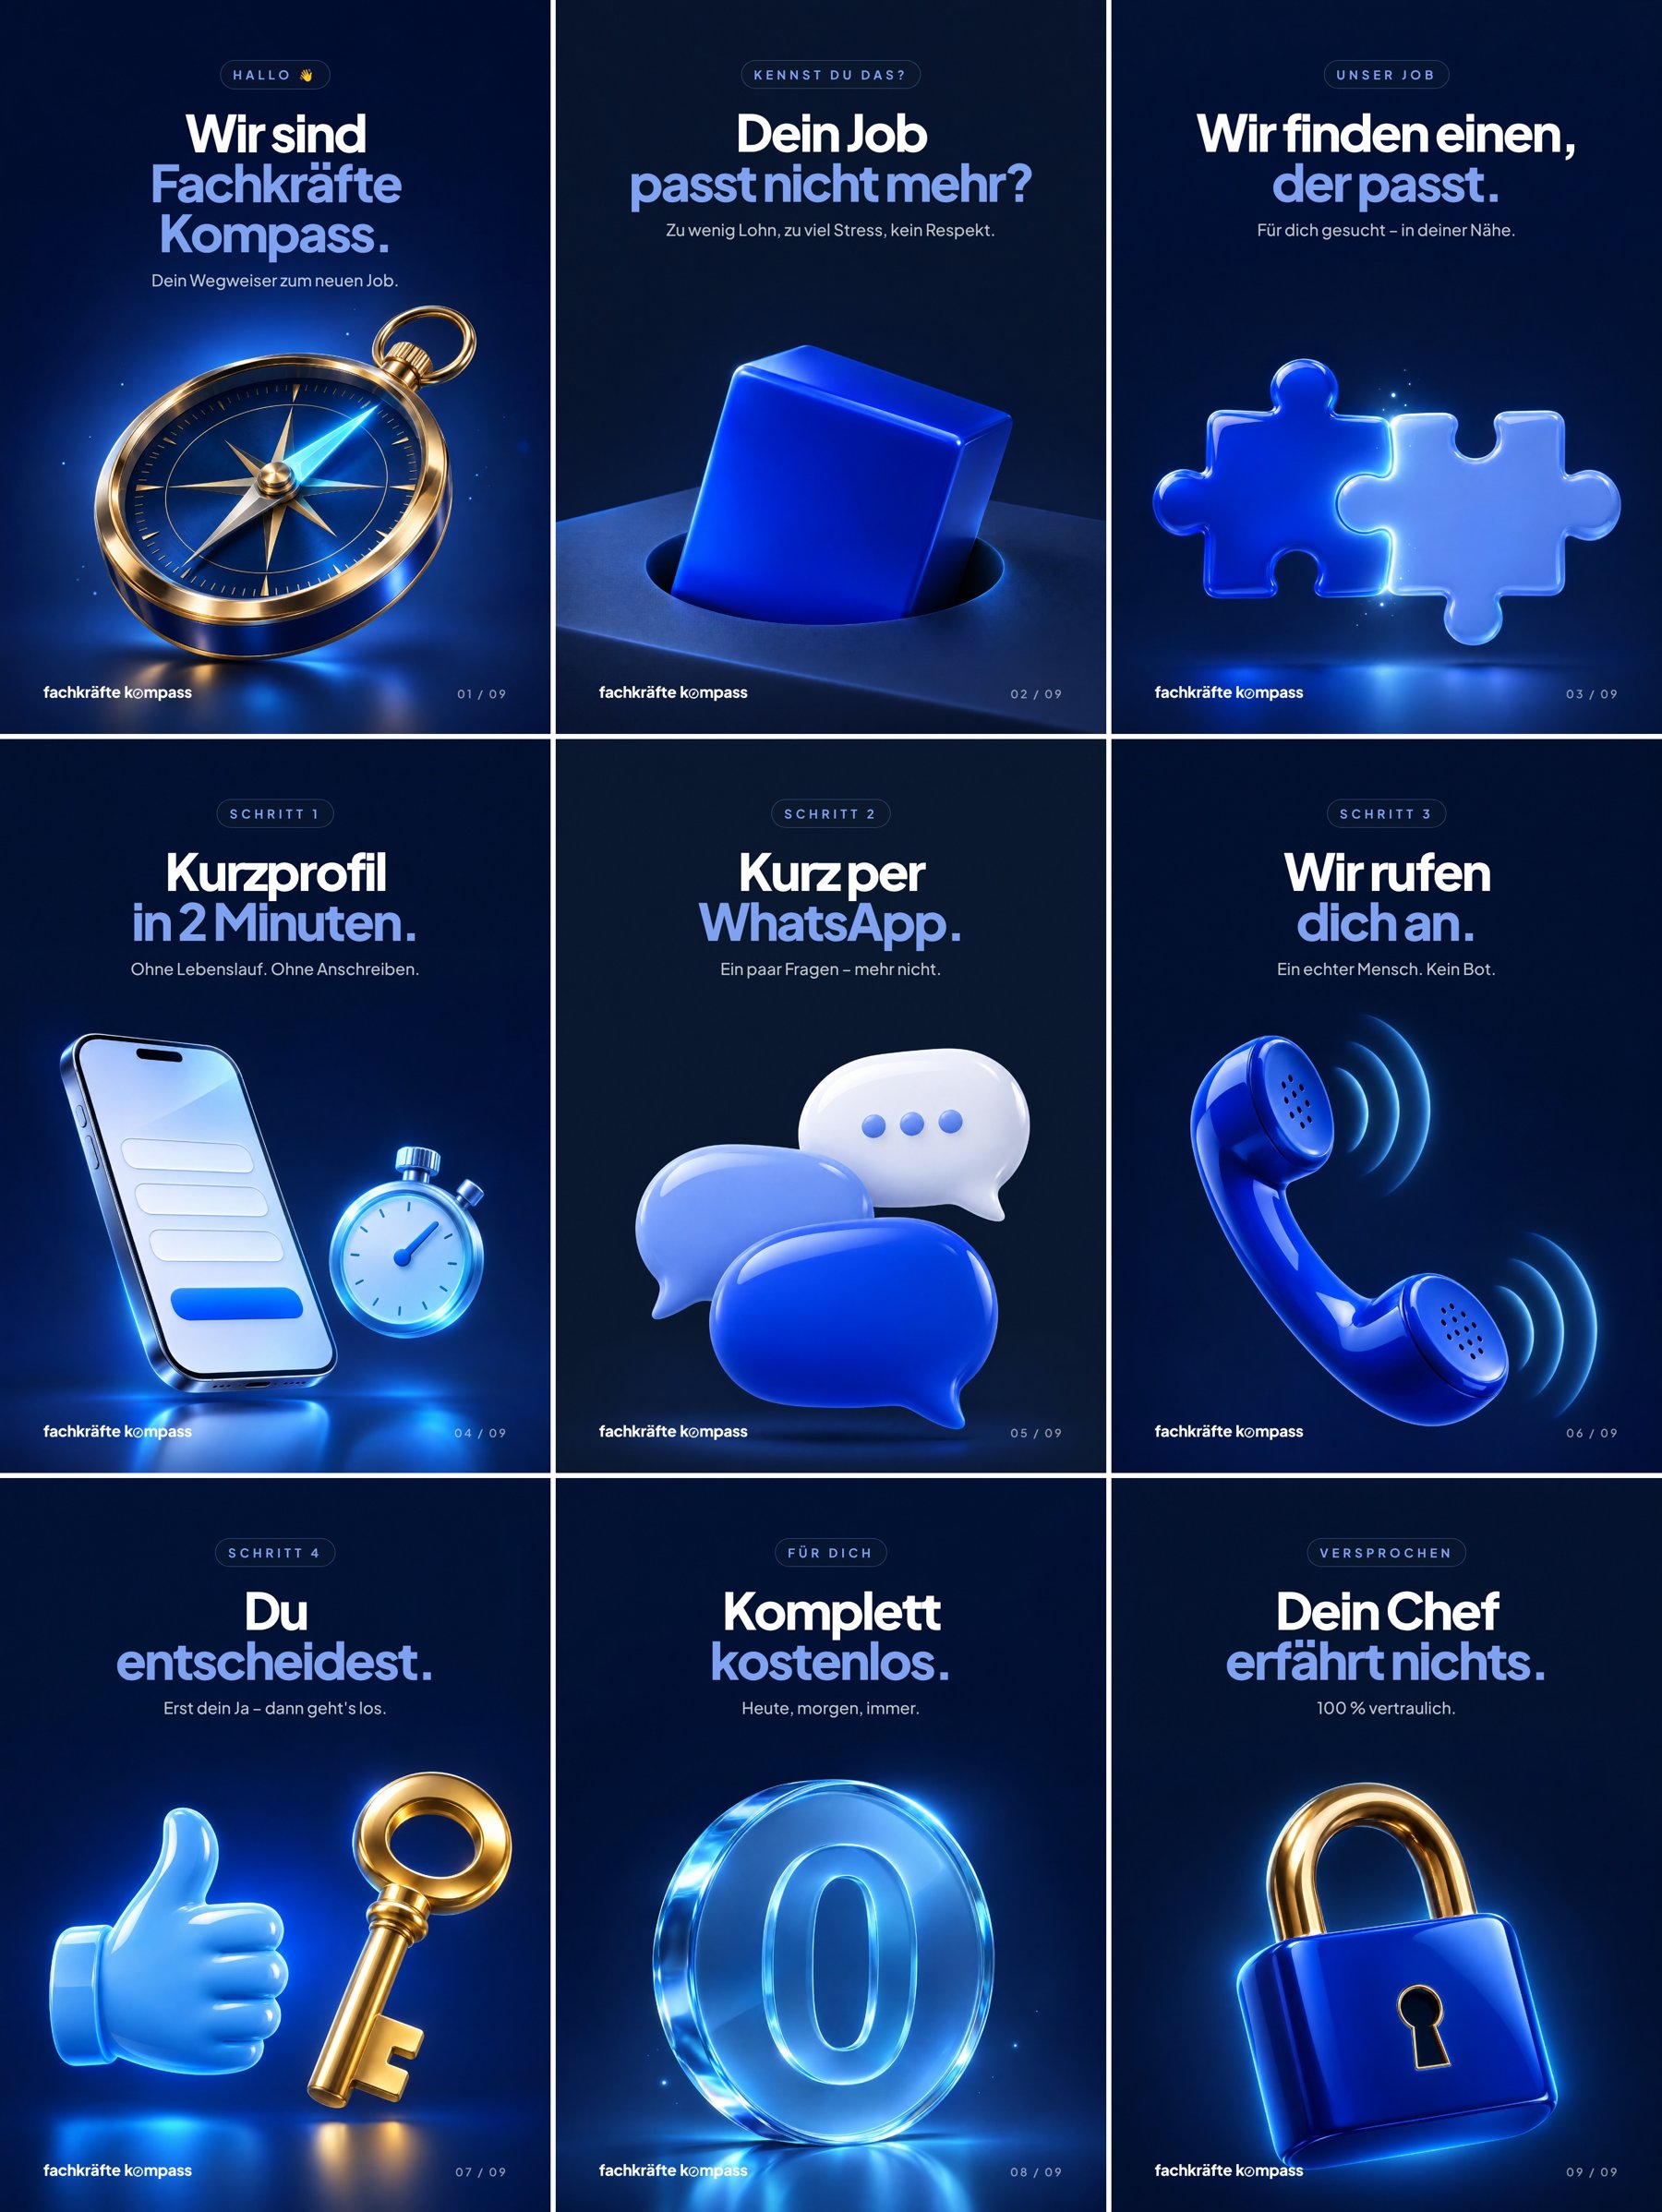 HALLO 👋
Wir sind
Fachkräfte
Kompass.
Dein Wegweiser zum neuen Job.
fachkräfte kompass
01 / 09
KENNST DU DAS?
Dein Job
passt nicht mehr?
Zu wenig Lohn, zu viel Stress, kein Respekt.
fachkräfte kompass
02 / 09
UNSER JOB
Wir finden einen,
der passt.
Für dich gesucht – in deiner Nähe.
fachkräfte kompass
03 / 09
SCHRITT 1
Kurzprofil
in 2 Minuten.
Ohne Lebenslauf. Ohne Anschreiben.
fachkräfte kompass
04 / 09
SCHRITT 2
Kurz per
WhatsApp.
Ein paar Fragen – mehr nicht.
fachkräfte kompass
05 / 09
SCHRITT 3
Wir rufen
dich an.
Ein echter Mensch. Kein Bot.
fachkräfte kompass
06 / 09
SCHRITT 4
Du
entscheidest.
Erst dein Ja – dann geht's los.
fachkräfte kompass
07 / 09
FÜR DICH
Komplett
kostenlos.
Heute, morgen, immer.
0
fachkräfte kompass
08 / 09
VERSPROCHEN
Dein Chef
erfährt nichts.
100 % vertraulich.
fachkräfte kompass
09 / 09